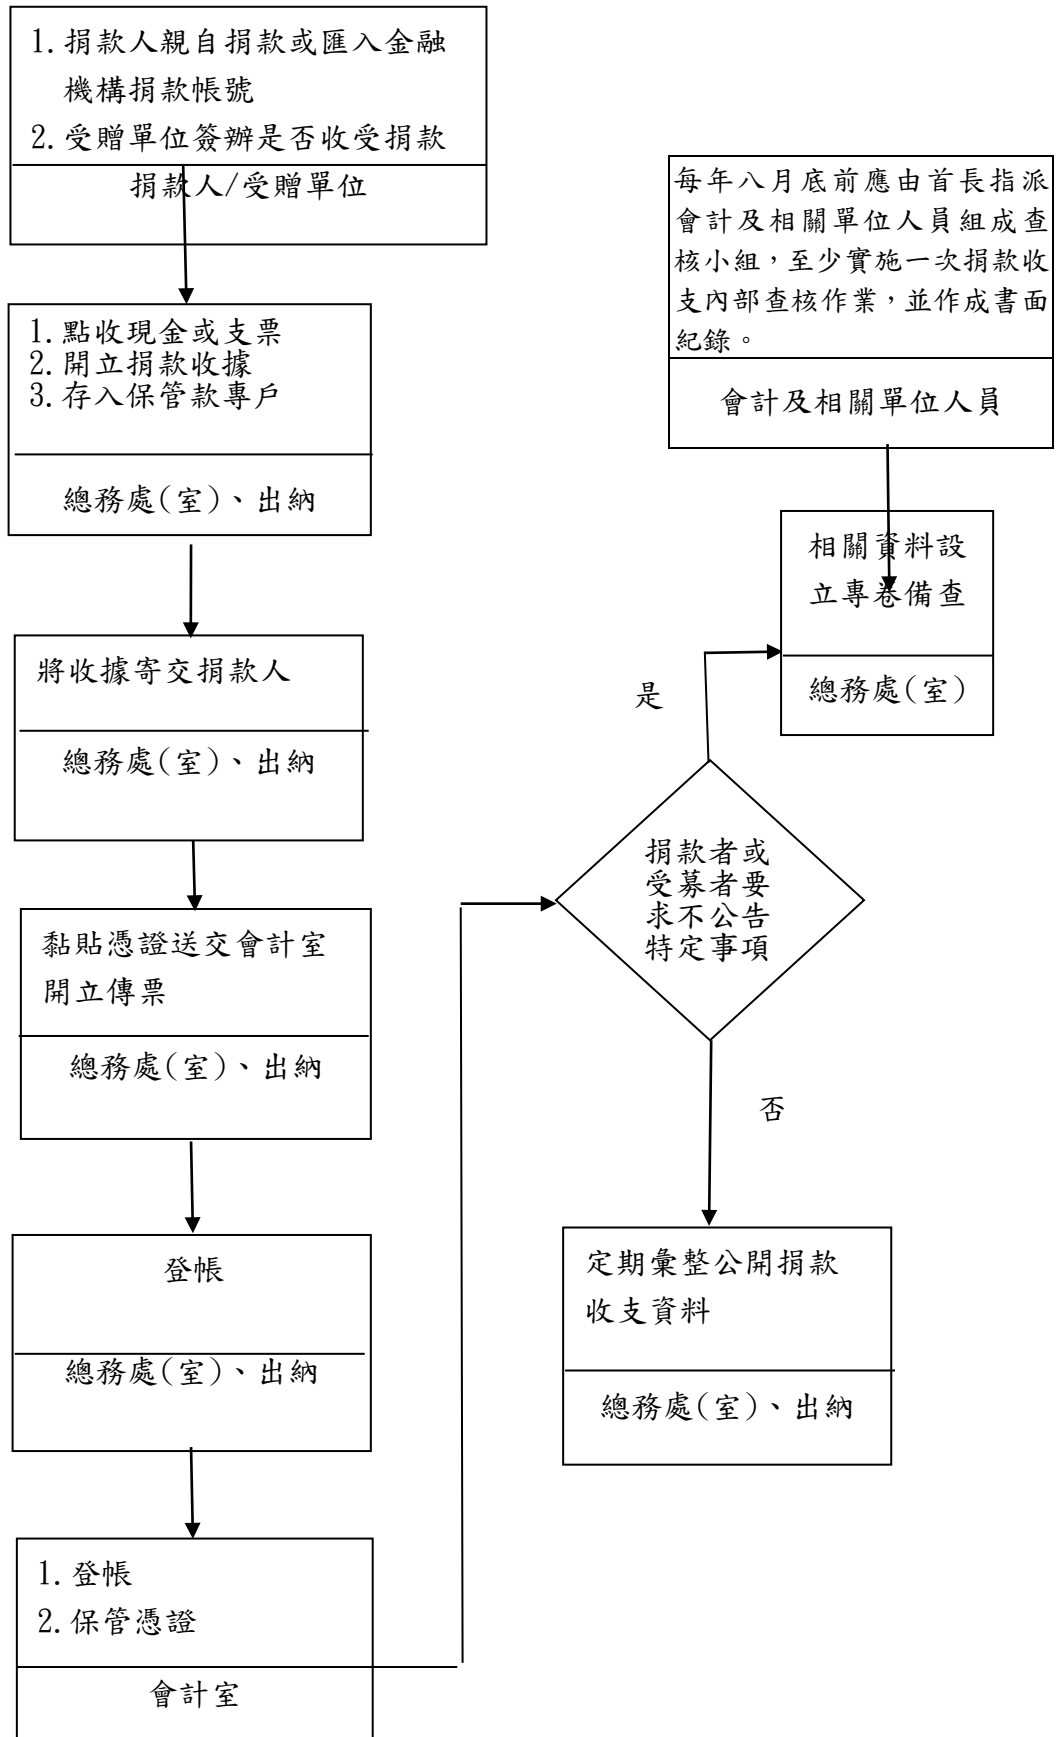 1. 捐款人親自捐款或匯入金融
機構捐款帳號
2. 受贈單位簽辦是否收受捐款
捐款人/受贈單位
1. 點收現金或支票
2. 開立捐款收據
3. 存入保管款專戶
總務處(室)、出納
將收據寄交捐款人
總務處(室)、出納
黏貼憑證送交會計室
開立傳票
總務處(室)、出納
登帳
總務處(室)、出納
1. 登帳
2. 保管憑證
會計室
每年八月底前應由首長指派
會計及相關單位人員組成查
核小組，至少實施一次捐款收
支內部查核作業，並作成書面
紀錄。
會計及相關單位人員
相關資料設
立專卷備查
總務處(室)
是
捐款者或
受募者要
求不公告
特定事項
否
定期彙整公開捐款
收支資料
總務處(室)、出納